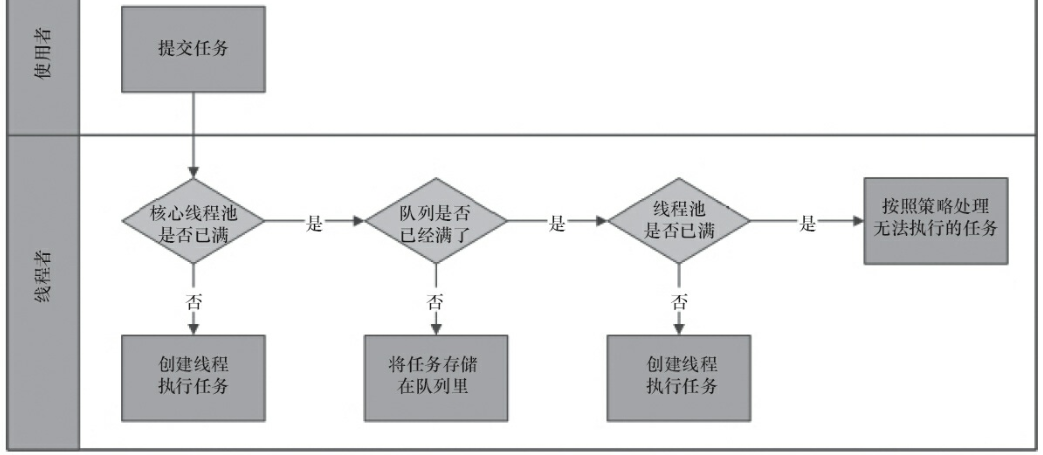 使用者
提交任务
线程者
核心线程池
是否已满
是
队列是否
已经满了
是
线程池
是否已满
是
按照策略处理
无法执行的任务
否
否
否
创建线程
执行任务
将任务存储
在队列里
创建线程
执行任务